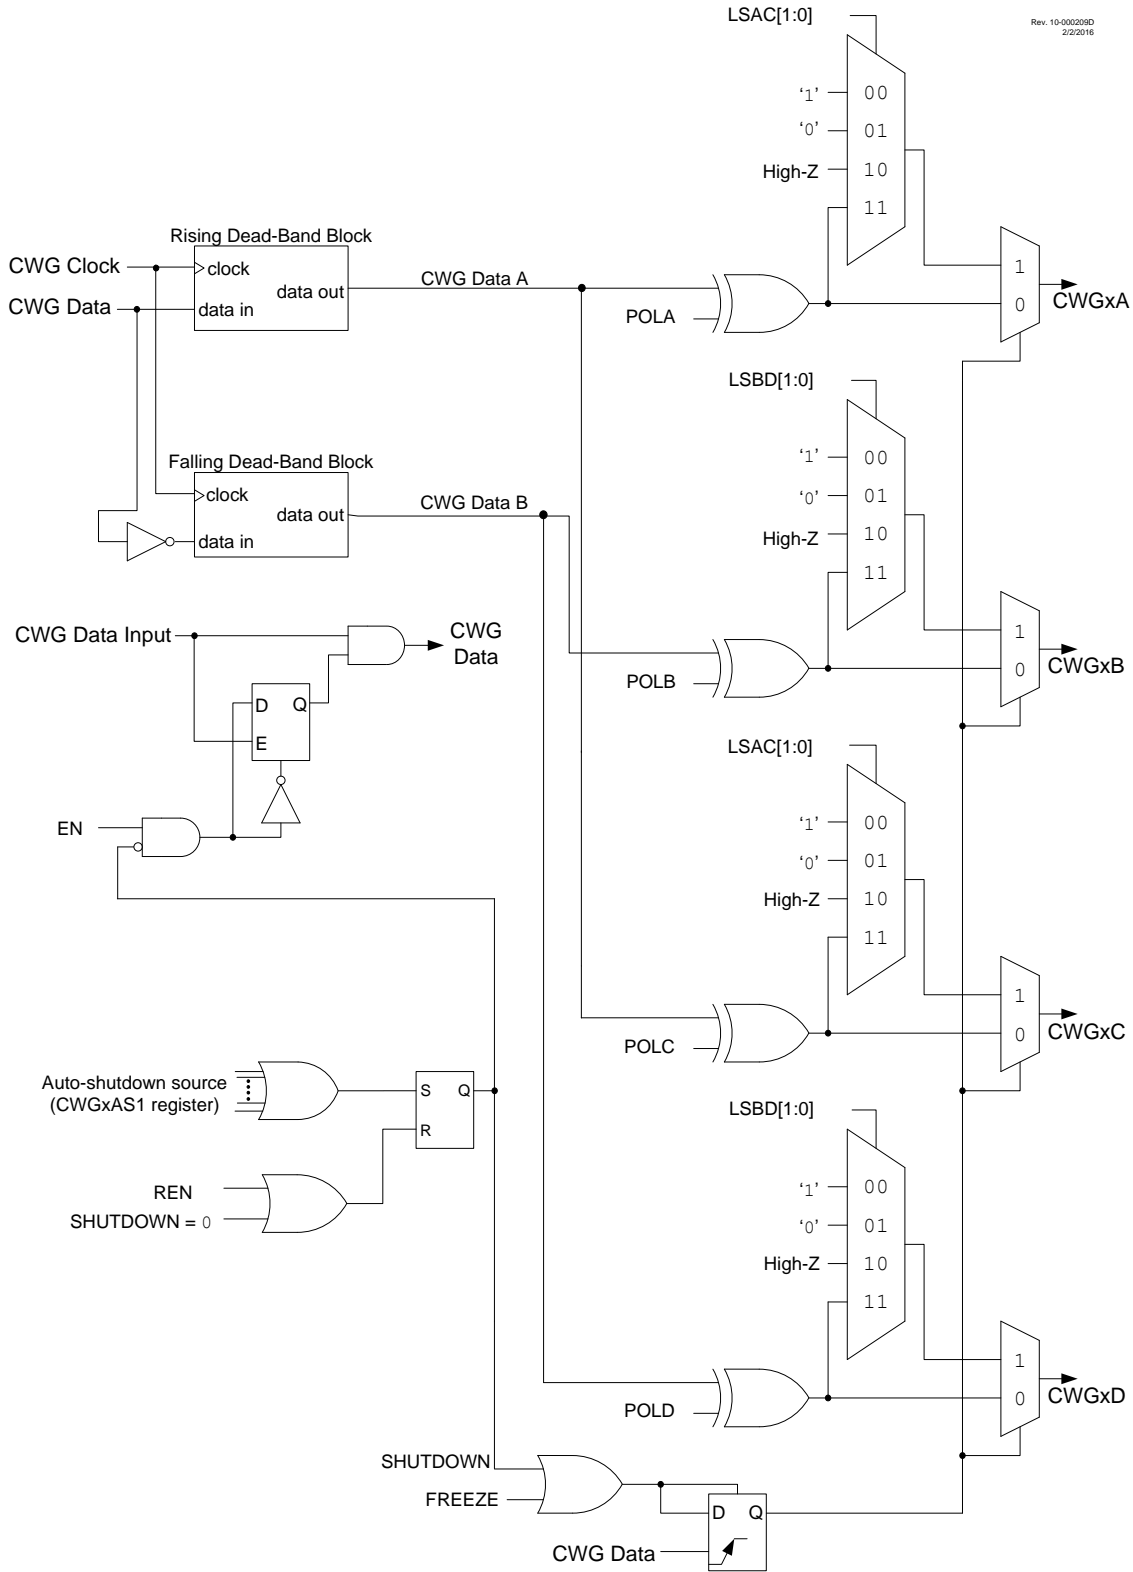 LSAC[1:0]
Rev. 10-000209D
2/2/2016
‘1’ 00
‘0’ 01
High-Z 10
11
Rising Dead-Band Block
CWG Clock
clock
CWG Data A
data out
CWG Data
data in
POLA
1
0
CWGxA
LSBD[1:0]
‘1’ 00
‘0’ 01
High-Z 10
11
Falling Dead-Band Block
clock
CWG Data B
data out
data in
CWG Data Input
CWG
Data
D Q
E
POLB
1
0
CWGxB
LSAC[1:0]
‘1’ 00
‘0’ 01
High-Z 10
11
EN
POLC
1
0
CWGxC
Auto-shutdown source
(CWGxAS1 register)
S Q
R
REN
SHUTDOWN = 0
LSBD[1:0]
‘1’ 00
‘0’ 01
High-Z 10
11
POLD
1
0
CWGxD
SHUTDOWN
FREEZE
D Q
CWG Data